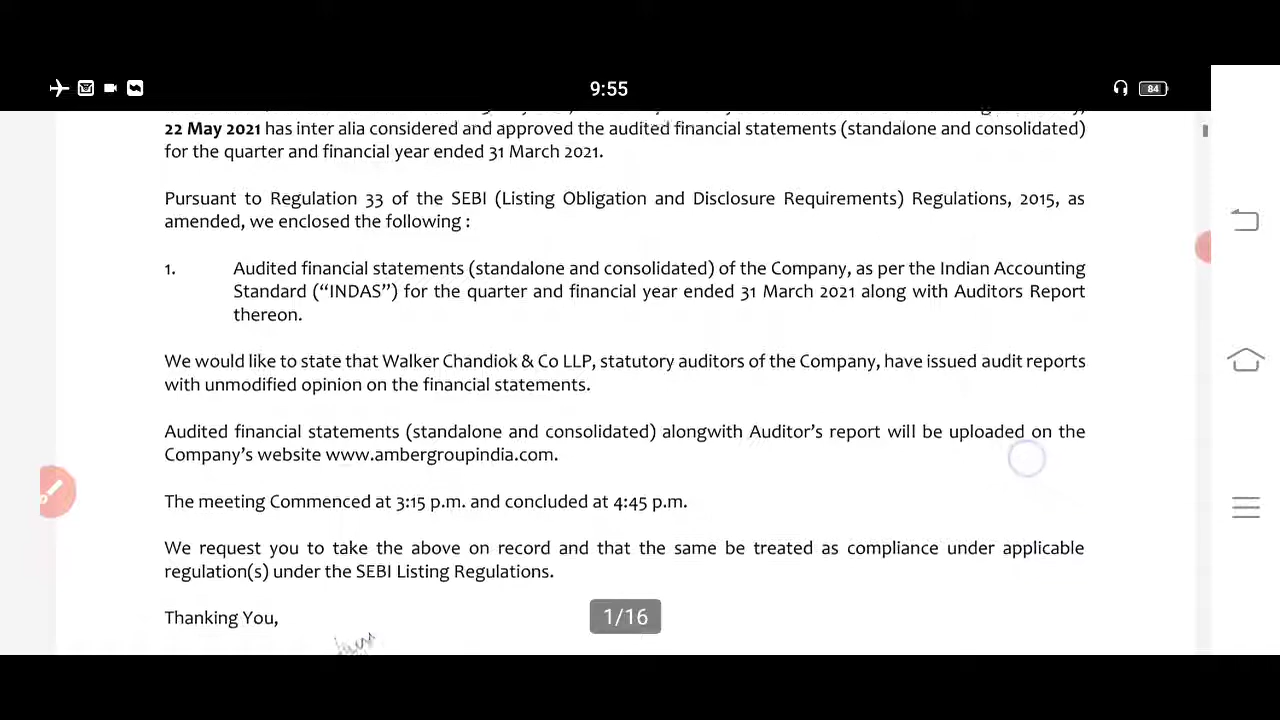 9:55
84
22 May 2021 has inter alia considered and approved the audited financial statements (standalone and consolidated)
for the quarter and financial year ended 31 March 2021.
Pursuant to Regulation 33 of the SEBI (Listing Obligation and Disclosure Requirements) Regulations, 2015, as
amended, we enclosed the following :
1. Audited financial statements (standalone and consolidated) of the Company, as per the Indian Accounting
Standard (“INDAS”) for the quarter and financial year ended 31 March 2021 along with Auditors Report
thereon.
We would like to state that Walker Chandiok & Co LLP, statutory auditors of the Company, have issued audit reports
with unmodified opinion on the financial statements.
Audited financial statements (standalone and consolidated) alongwith Auditor’s report will be uploaded on the
Company’s website www.ambergroupindia.com.
The meeting Commenced at 3:15 p.m. and concluded at 4:45 p.m.
We request you to take the above on record and that the same be treated as compliance under applicable
regulation(s) under the SEBI Listing Regulations.
Thanking You,
1/16